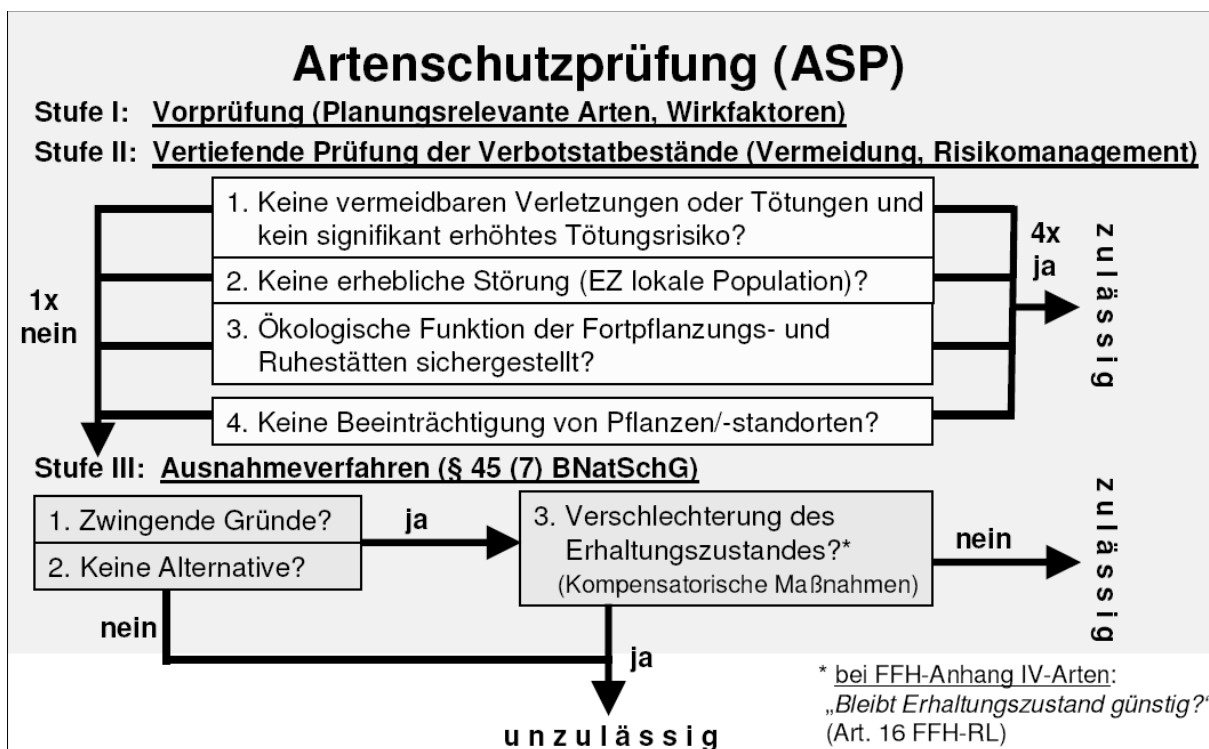 Artenschutzprüfung (ASP)
Stufe I: Vorprüfung (Planungsrelevante Arten, Wirkfaktoren)
Stufe II: Vertiefende Prüfung der Verbotstatbestände (Vermeidung, Risikomanagement)
1. Keine vermeidbaren Verletzungen oder Tötungen und
kein signifikant erhöhtes Tötungsrisiko?
2. Keine erhebliche Störung (EZ lokale Population)?
3. Ökologische Funktion der Fortpflanzungs- und
Ruhestätten sichergestellt?
4. Keine Beeinträchtigung von Pflanzen/-standorten?
1x
nein
4x
ja
zulässig
Stufe III: Ausnahmeverfahren (§ 45 (7) BNatSchG)
1. Zwingende Gründe?
2. Keine Alternative?
ja
3. Verschlechterung des
Erhaltungszustandes?*
(Kompensatorische Maßnahmen)
nein
zulässig
nein
ja
unzulässig
* bei FFH-Anhang IV-Arten:
„Bleibt Erhaltungszustand günstig?“
(Art. 16 FFH-RL)